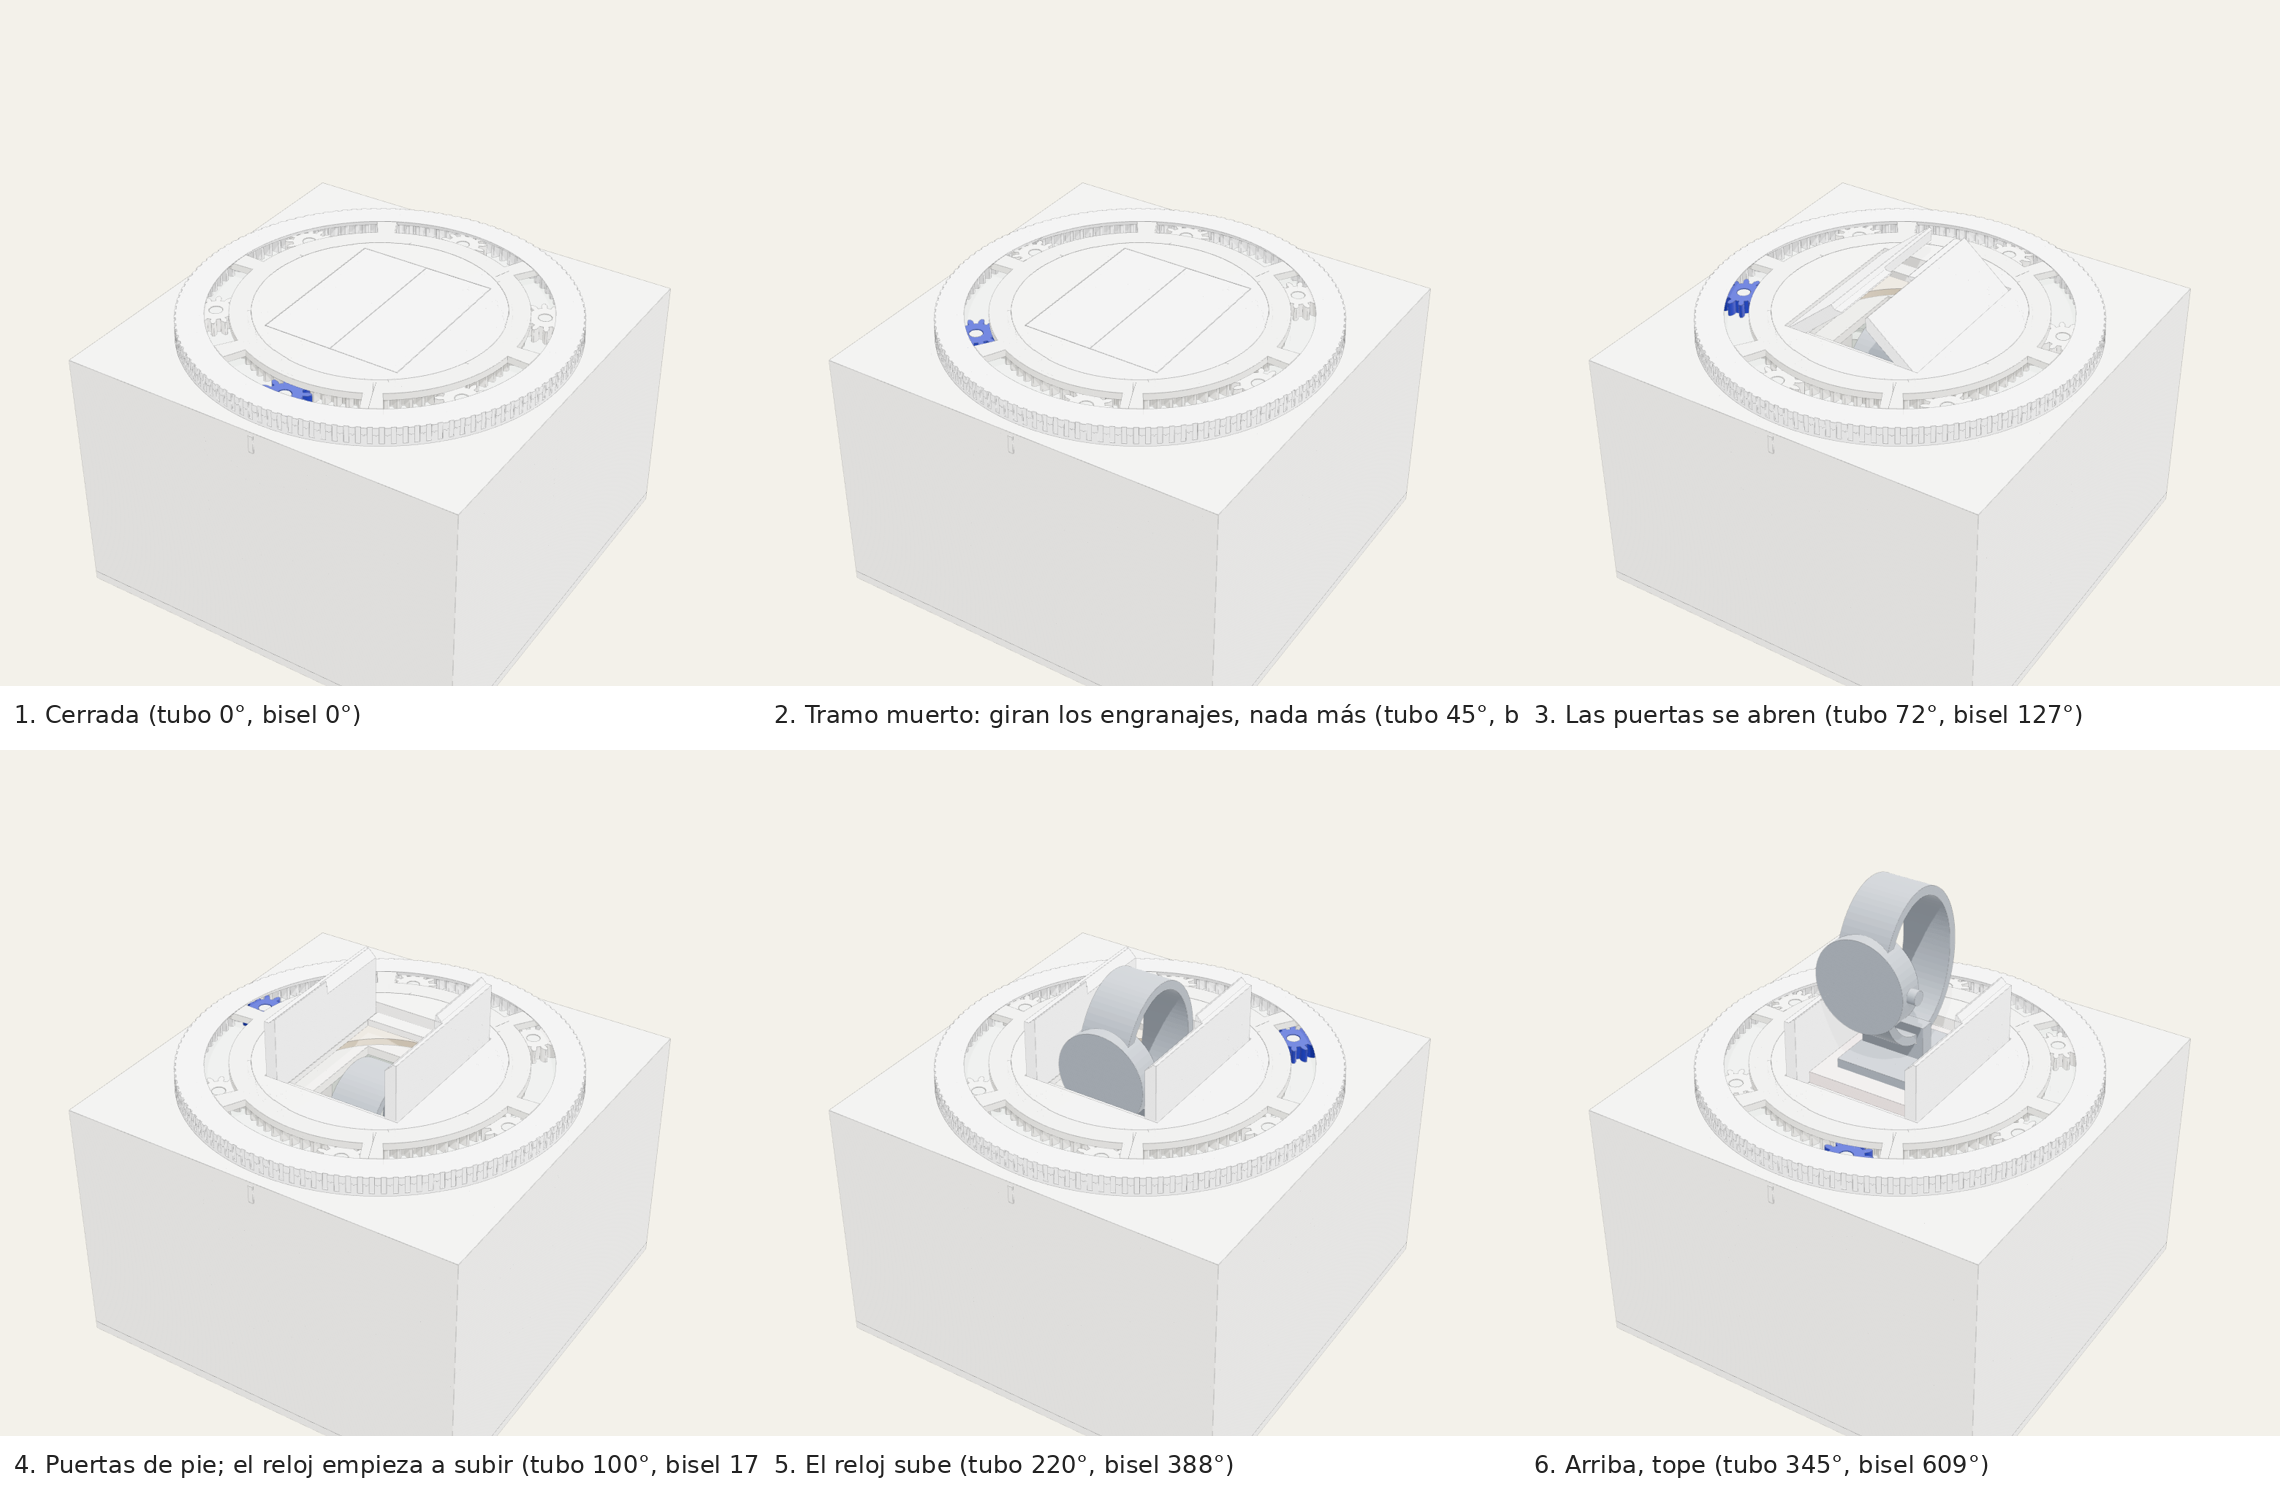 1. Cerrada (tubo 0°, bisel 0°)
2. Tramo muerto: giran los engranajes, nada más (tubo 45°, b
3. Las puertas se abren (tubo 72°, bisel 127°)
4. Puertas de pie; el reloj empieza a subir (tubo 100°, bisel 17
5. El reloj sube (tubo 220°, bisel 388°)
6. Arriba, tope (tubo 345°, bisel 609°)